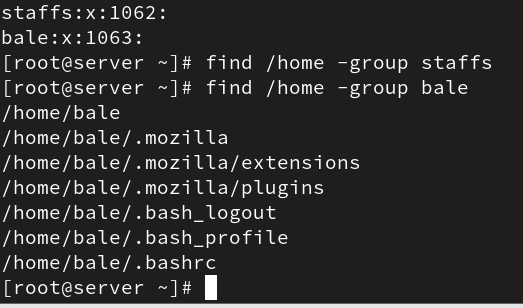 staffs:x:1062:
bale:x:1063:
[root@server ~]# find /home -group staffs
[root@server ~]# find /home -group bale
/home/bale
/home/bale/.mozilla
/home/bale/.mozilla/extensions
/home/bale/.mozilla/plugins
/home/bale/.bash_logout
/home/bale/.bash_profile
/home/bale/.bashrc
[root@server ~]#